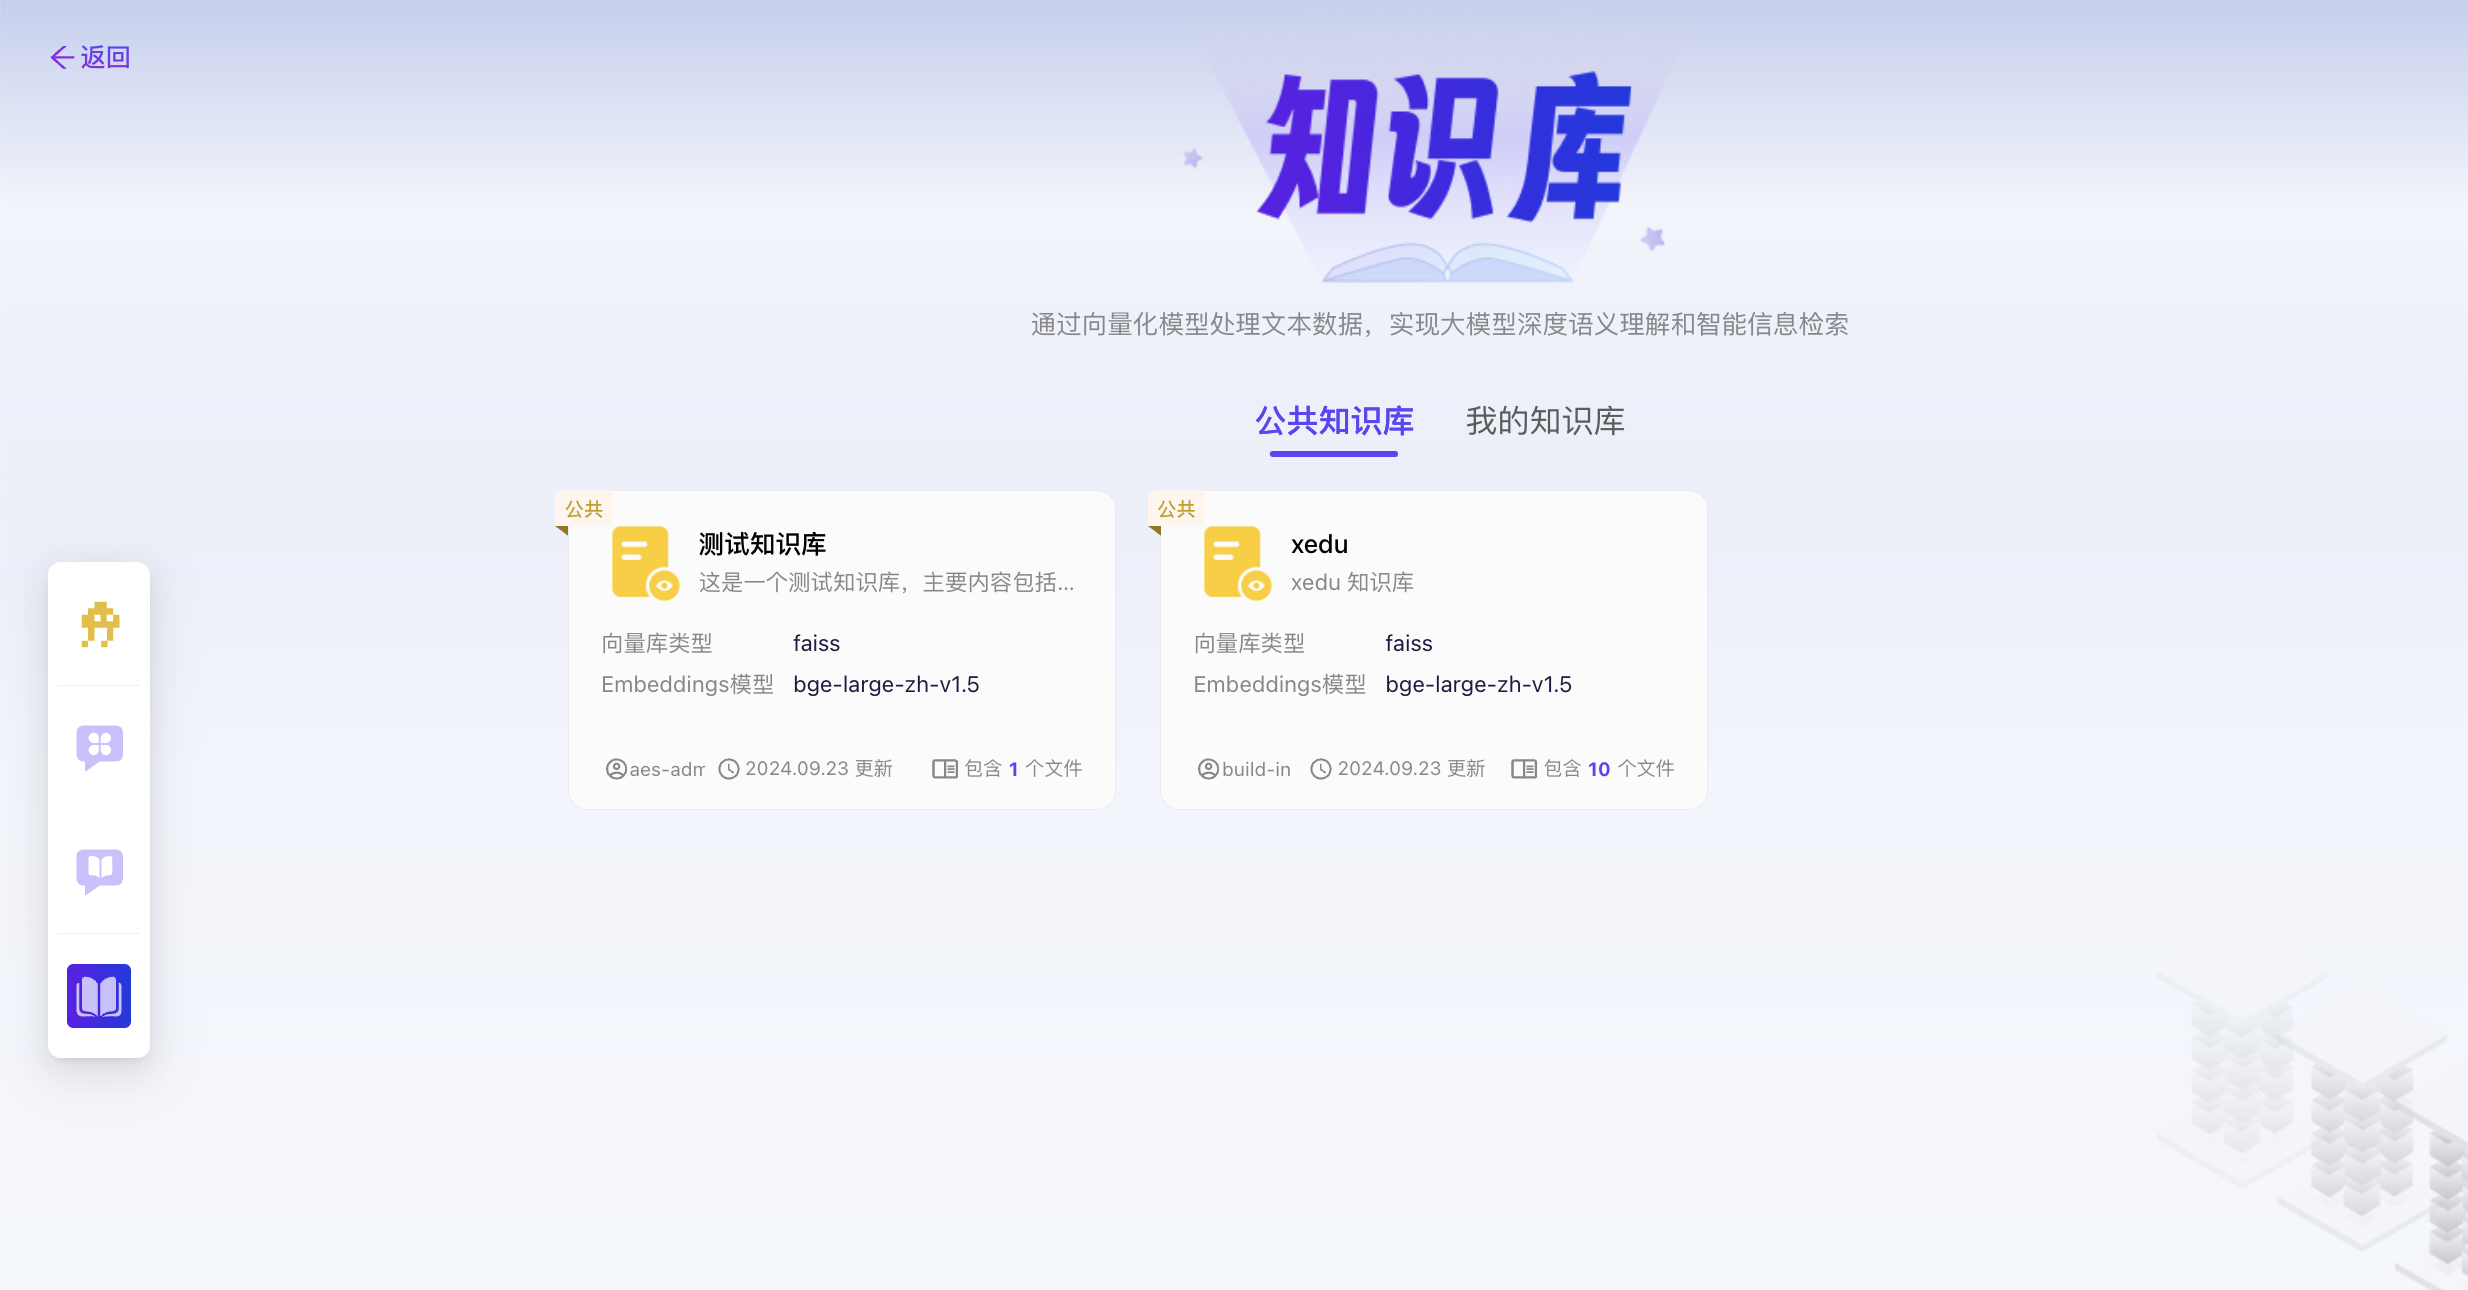 返回
知识库
通过向量化模型处理文本数据，实现大模型深度语义理解和智能信息检索
公共知识库 我的知识库
公共
测试知识库
这是一个测试知识库，主要内容包括...
向量库类型 faiss
Embeddings模型 bge-large-zh-v1.5
aes-adm 2024.09.23 更新 包含 1 个文件
公共
xedu
xedu 知识库
向量库类型 faiss
Embeddings模型 bge-large-zh-v1.5
build-in 2024.09.23 更新 包含 10 个文件